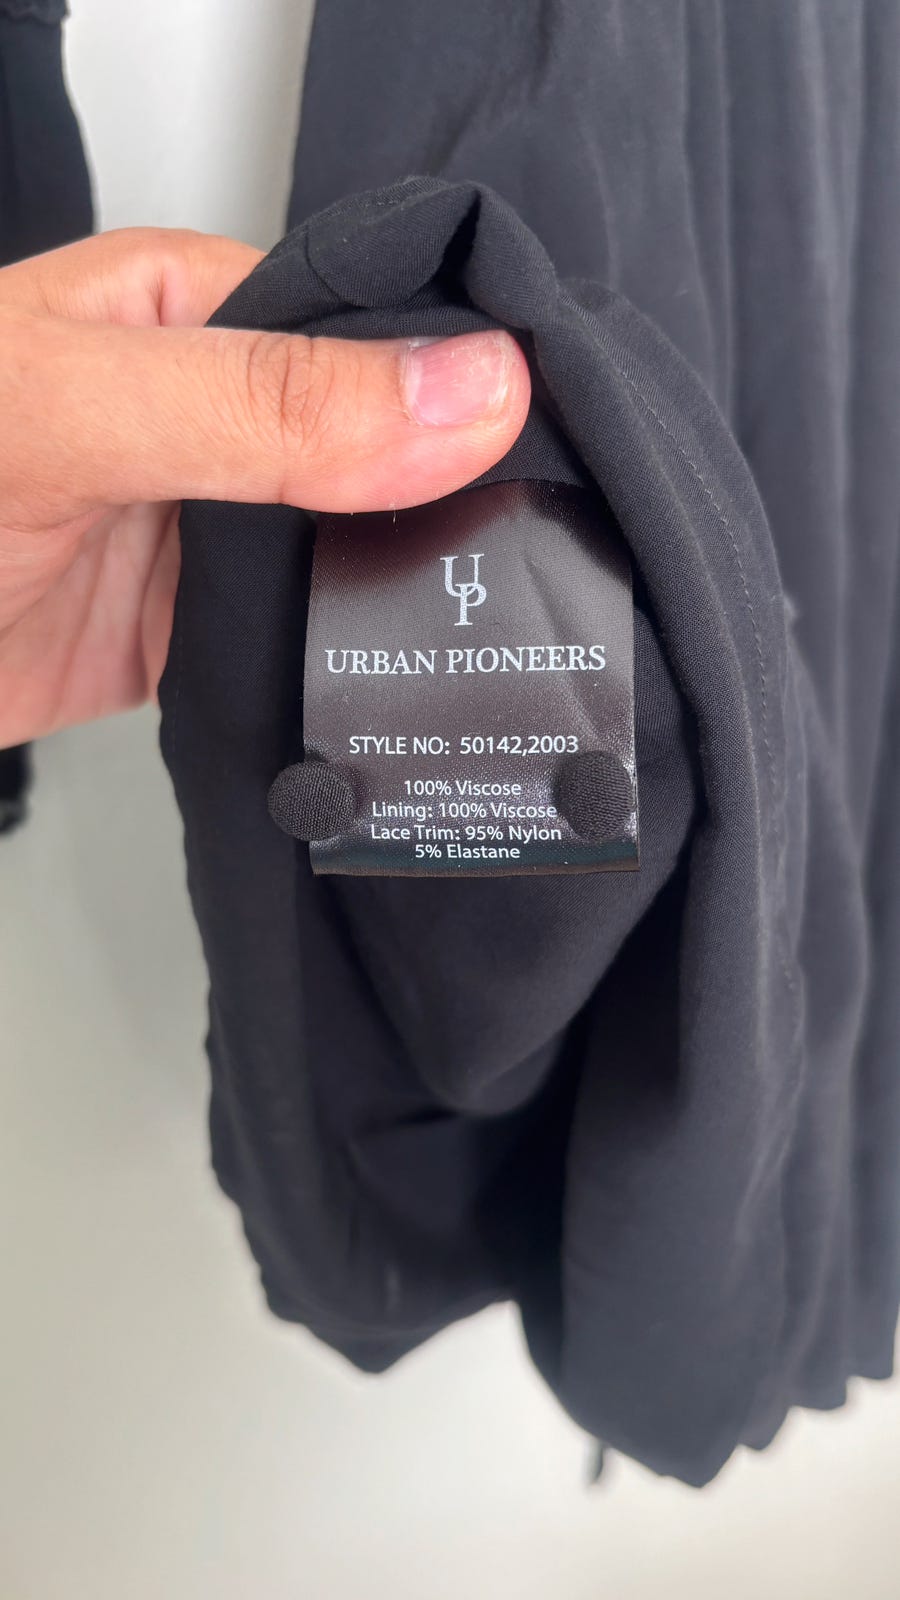 UP
URBAN PIONEERS
STYLE NO: 50142,2003
100% Viscose
Lining: 100% Viscose
Lace Trim: 95% Nylon
5% Elastane